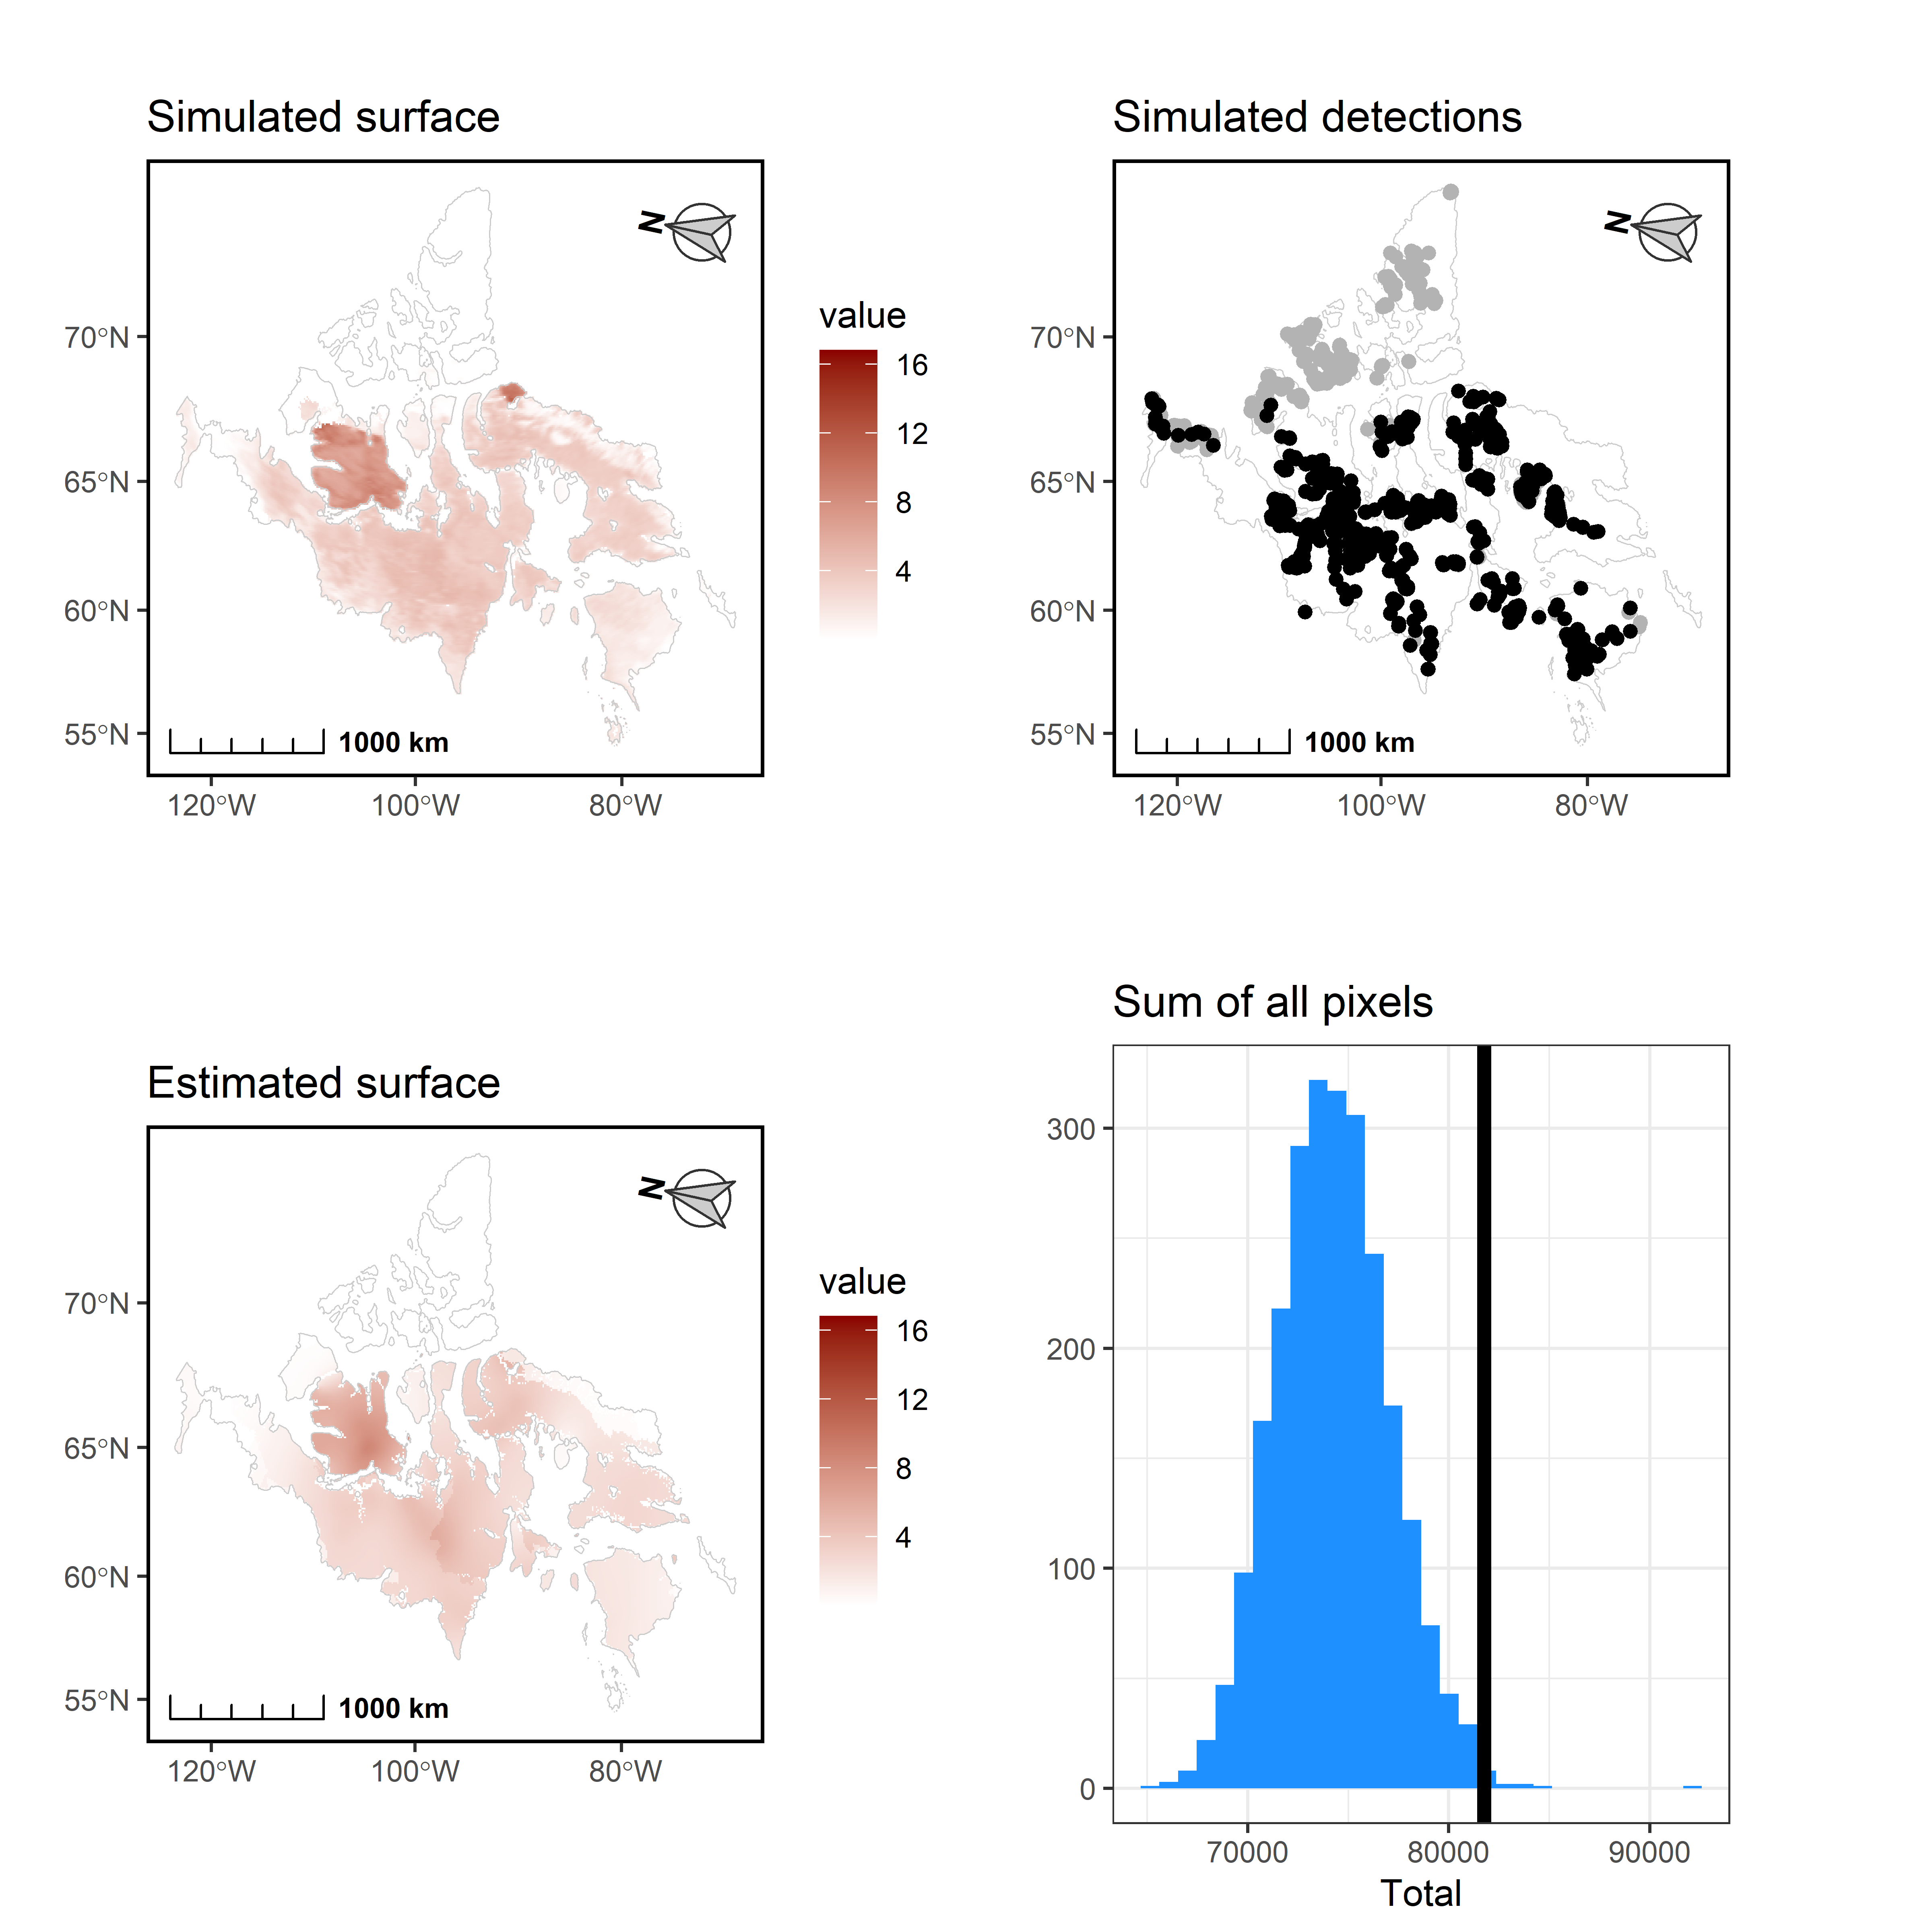 Simulated surface
N
70°N
65°N
60°N
55°N
1000 km
120°W 100°W 80°W
value
16
12
8
4
Simulated detections
N
70°N
65°N
60°N
55°N
1000 km
120°W 100°W 80°W
Estimated surface
N
70°N
65°N
60°N
55°N
1000 km
120°W 100°W 80°W
value
16
12
8
4
Sum of all pixels
300
200
100
0
70000 80000 90000
Total